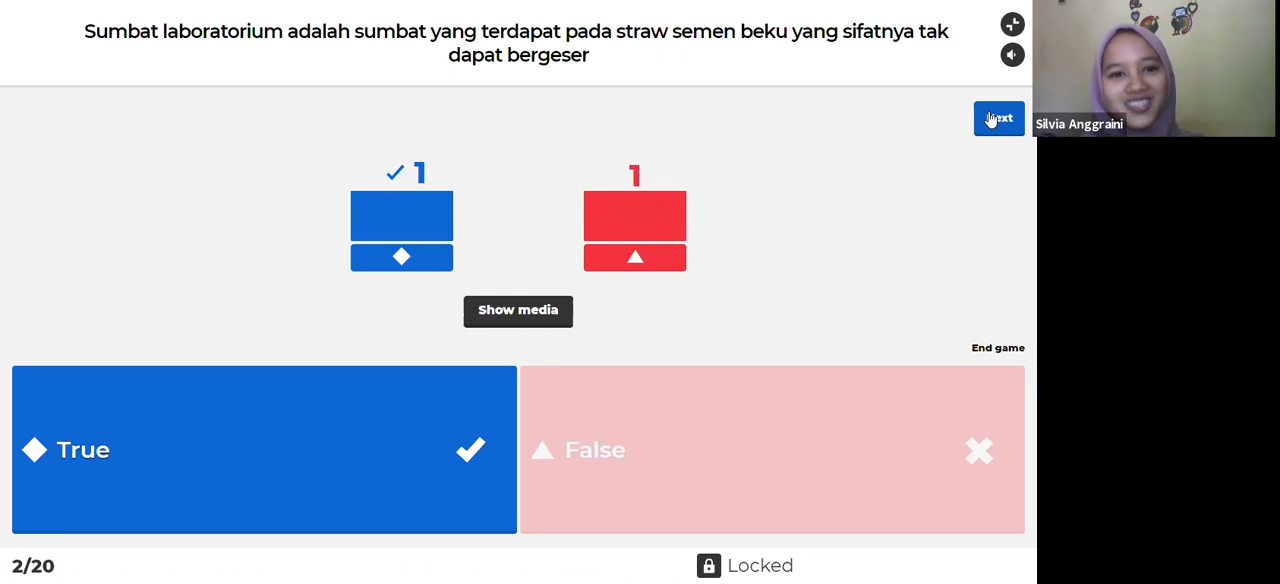 Sumbat laboratorium adalah sumbat yang terdapat pada straw semen beku yang sifatnya tak
dapat bergeser
Silvia Anggraini
1
1
Show media
End game
True
False
2/20
Locked